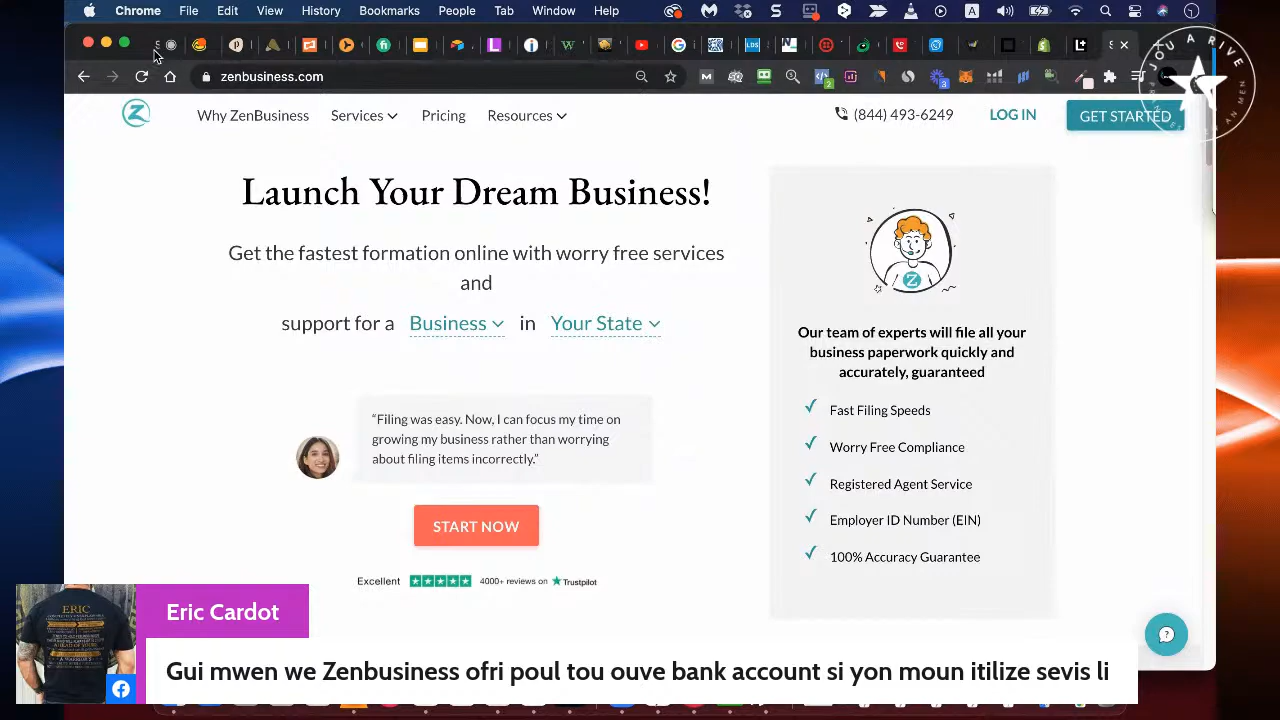 Chrome File Edit View History Bookmarks People Tab Window Help
zenbusiness.com
Why ZenBusiness Services Pricing Resources (844) 493-6249 LOG IN GET STARTED
Launch Your Dream Business!
Get the fastest formation online with worry free services
and
support for a Business in Your State
“Filing was easy. Now, I can focus my time on
growing my business rather than worrying
about filing items incorrectly.”
START NOW
Excellent 4000+ reviews on Trustpilot
Our team of experts will file all your
business paperwork quickly and
accurately, guaranteed
Fast Filing Speeds
Worry Free Compliance
Registered Agent Service
Employer ID Number (EIN)
100% Accuracy Guarantee
ERIC
Eric Cardot
Gui mwen we Zenbusiness ofri poul tou ouve bank account si yon moun itilize sevis li